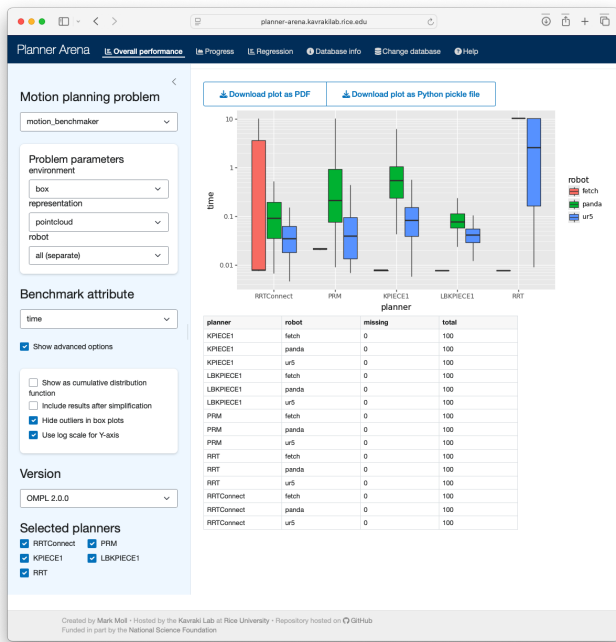 planner-arena.kavrakilab.rice.edu
Planner Arena
Overall performance
Progress
Regression
Database info
Change database
Help
Motion planning problem
motion_benchmaker
Problem parameters
environment
box
representation
pointcloud
robot
all (separate)
Benchmark attribute
time
Show advanced options
Show as cumulative distribution
function
Include results after simplification
Hide outliers in box plots
Use log scale for Y-axis
Version
OMPL 2.0.0
Selected planners
RRTConnect PRM
KPIECE1 LBKPIECE1
RRT
Download plot as PDF
Download plot as Python pickle file
10
1
0.1
0.01
time
RRTConnect PRM KPIECE1 LBKPIECE1 RRT
planner
robot
fetch
panda
ur5
planner robot missing total
KPIECE1 fetch 0 100
KPIECE1 panda 0 100
KPIECE1 ur5 0 100
LBKPIECE1 fetch 0 100
LBKPIECE1 panda 0 100
LBKPIECE1 ur5 0 100
PRM fetch 0 100
PRM panda 0 100
PRM ur5 0 100
RRT fetch 0 100
RRT panda 0 100
RRT ur5 0 100
RRTConnect fetch 0 100
RRTConnect panda 0 100
RRTConnect ur5 0 100
Created by Mark Moll • Hosted by the Kavraki Lab at Rice University • Repository hosted on GitHub
Funded in part by the National Science Foundation